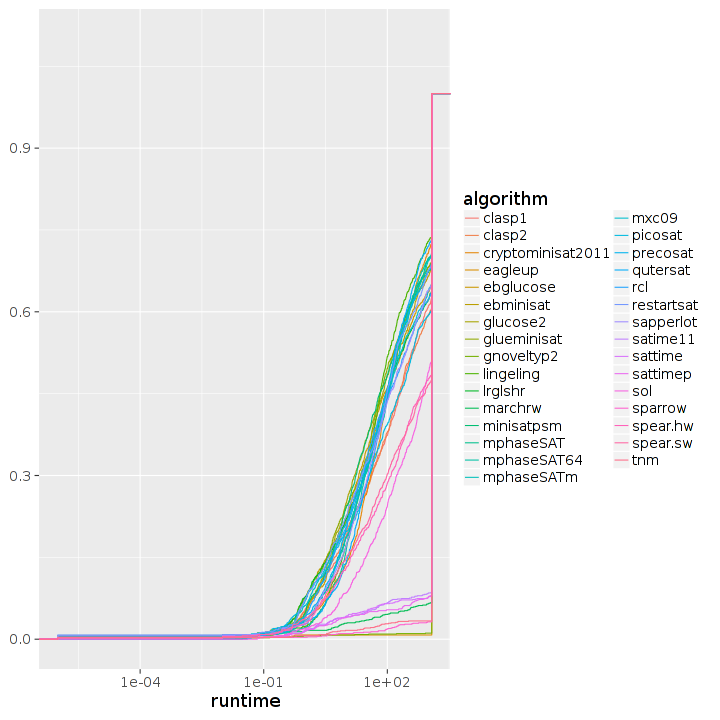 0.9
0.6
0.3
0.0
1e-04
1e-01
1e+02
runtime
algorithm
clasp1
clasp2
cryptominisat2011
eagleup
ebglucose
ebminisat
glucose2
glueminisat
gnoveltyp2
lingeling
lrglshr
marchrw
minisatpsm
mphaseSAT
mphaseSAT64
mphaseSATm
mxc09
picosat
precosat
qutersat
rcl
restartsat
sapperlot
satime11
sattime
sattimep
sol
sparrow
spear.hw
spear.sw
tnm